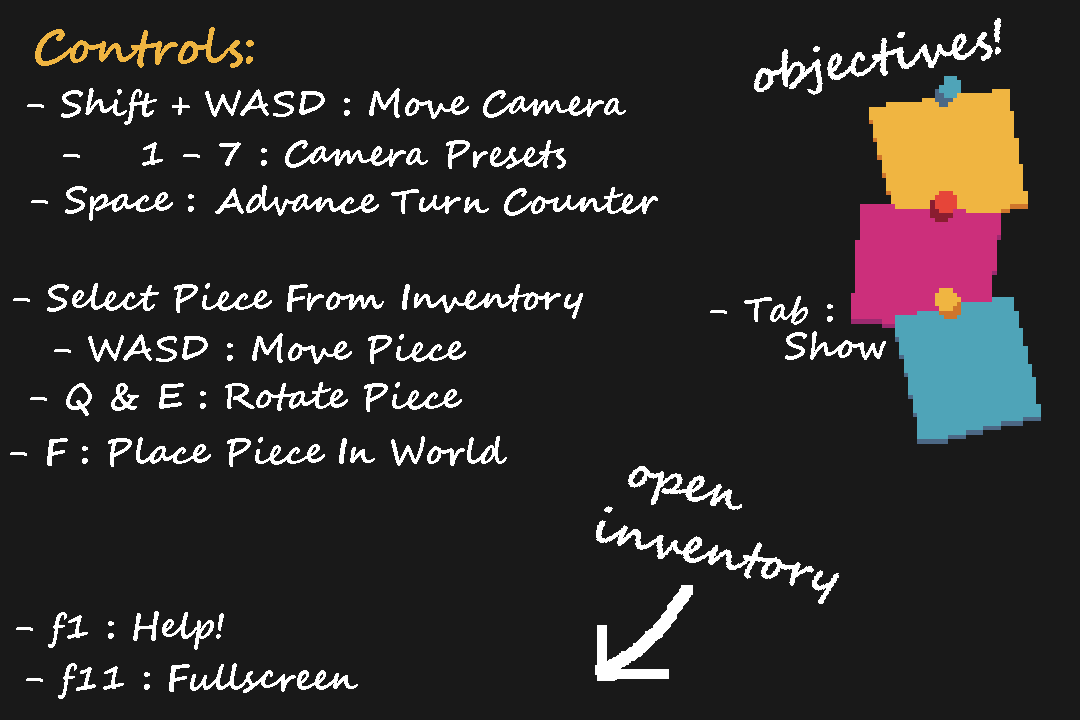 Controls:
- Shift + WASD : Move Camera
- 1 - 7 : Camera Presets
- Space : Advance Turn Counter
- Select Piece From Inventory
- WASD : Move Piece
- Q & E : Rotate Piece
- F : Place Piece In World
- f1 : Help!
- f11 : Fullscreen
objectives!
- Tab :
Show
open
inventory